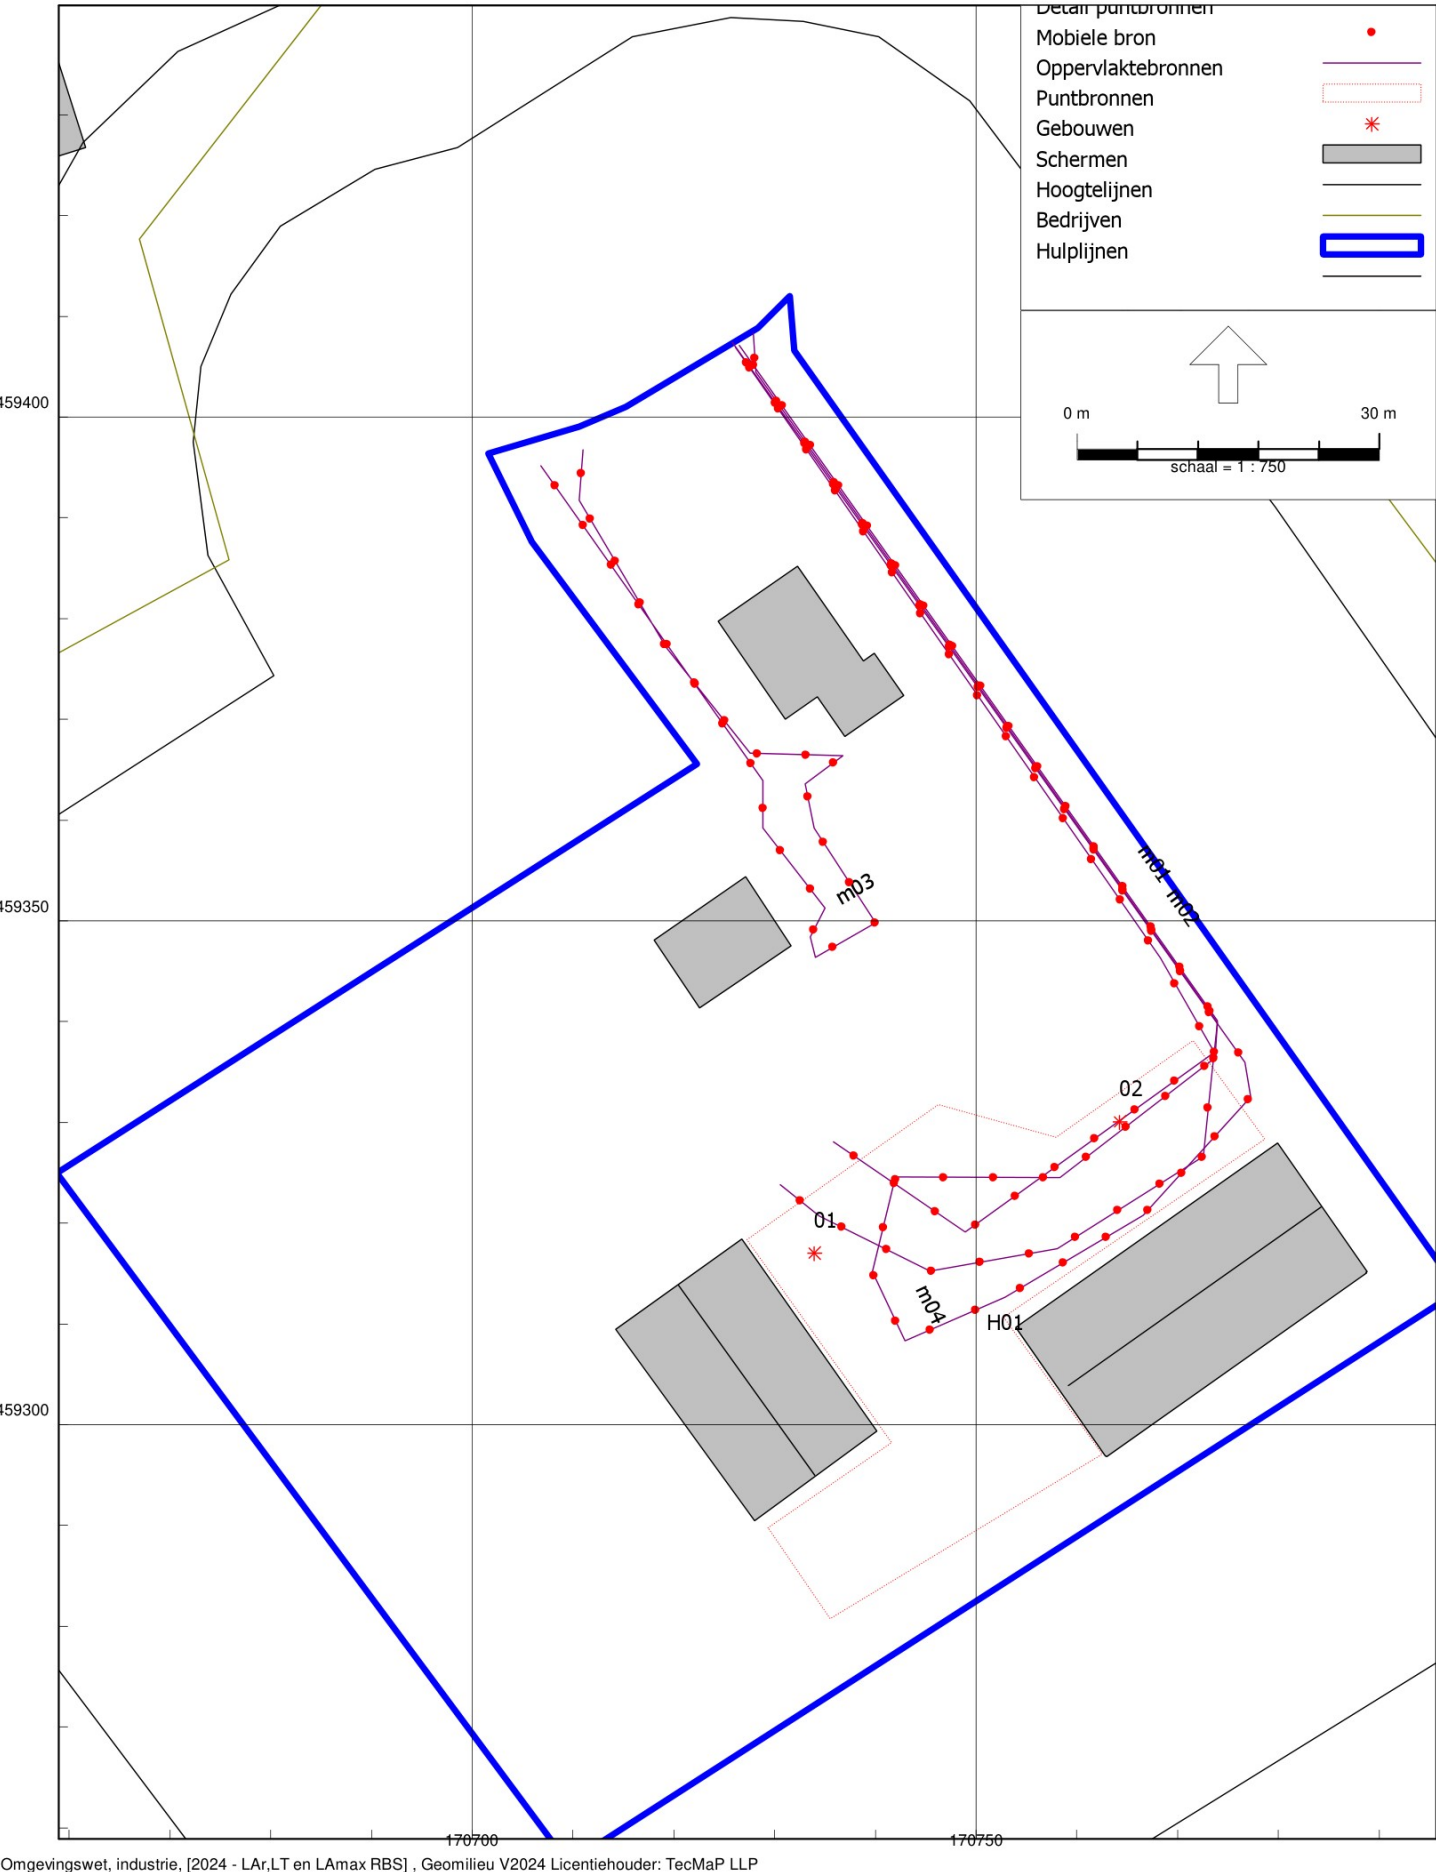 Detail puntbronnen
Mobiele bron
Oppervlaktebronnen
Puntbronnen
Gebouwen
Schermen
Hoogtelijnen
Bedrijven
Hulplijnen
0 m 30 m
schaal = 1 : 750
459400
459350
459300
m01
m02
m03
02
01
m04
H01
170700 170750
Omgevingswet, industrie, [2024 - LAr,LT en LAmax RBS] , Geomilieu V2024 Licentiehouder: TecMaP LLP